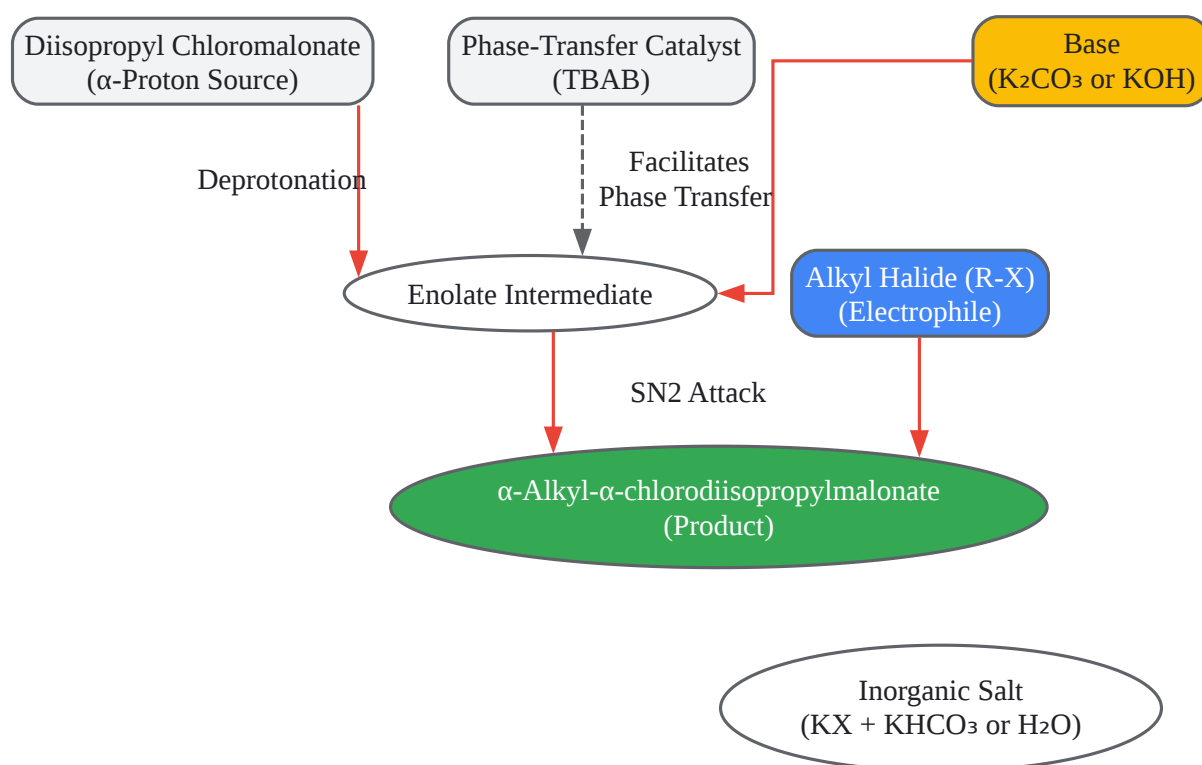 Diisopropyl Chloromalonate
(α-Proton Source)
Phase-Transfer Catalyst
(TBAB)
Base
(K₂CO₃ or KOH)
Deprotonation
Facilitates
Phase Transfer
Enolate Intermediate
Alkyl Halide (R-X)
(Electrophile)
SN2 Attack
α-Alkyl-α-chlorodiisopropylmalonate
(Product)
Inorganic Salt
(KX + KHCO₃ or H₂O)